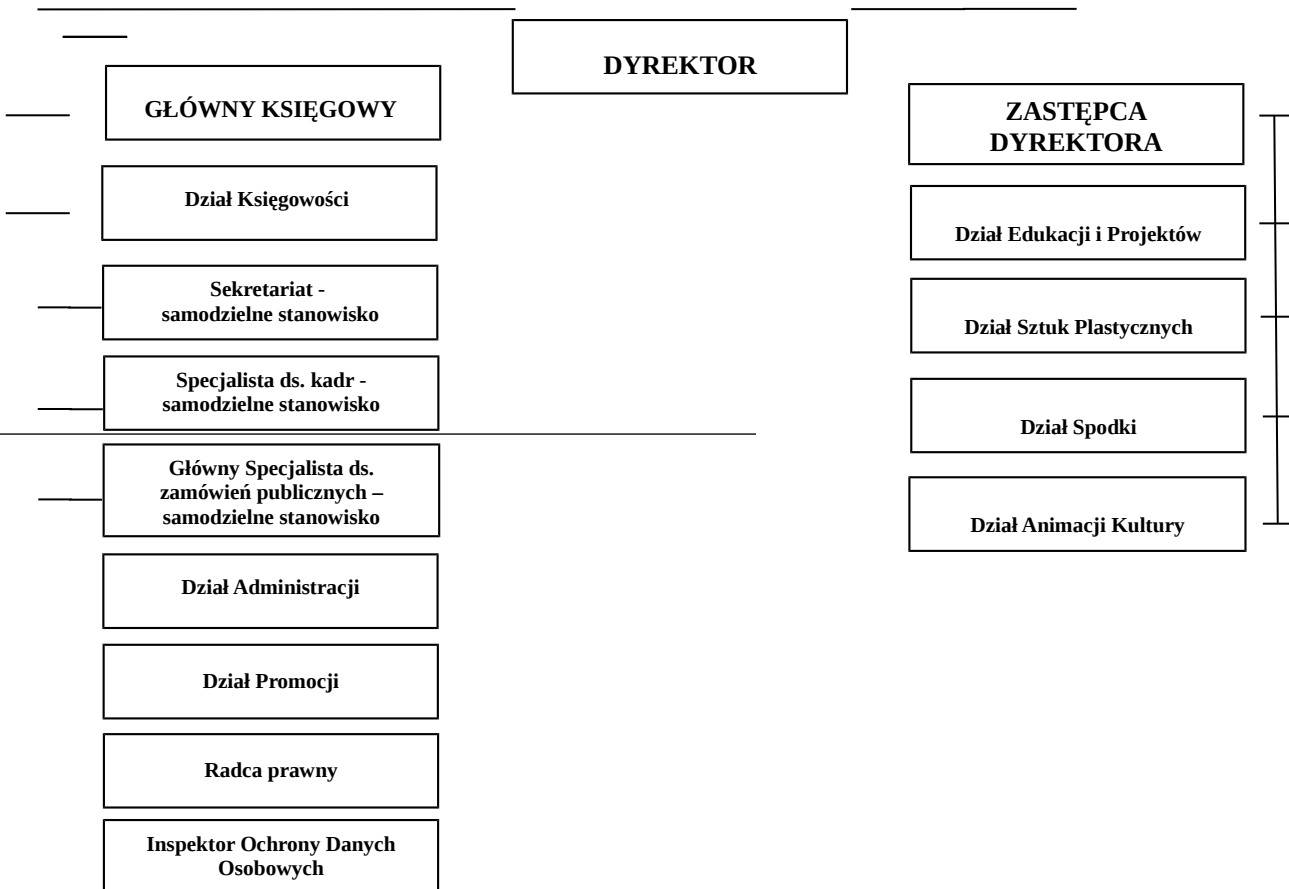 DYREKTOR
GŁÓWNY KSIĘGOWY
Dział Księgowości
Sekretariat -
samodzielne stanowisko
Specjalista ds. kadr -
samodzielne stanowisko
Główny Specjalista ds.
zamówień publicznych –
samodzielne stanowisko
Dział Administracji
Dział Promocji
Radca prawny
Inspektor Ochrony Danych
Osobowych
ZASTĘPCA
DYREKTORA
Dział Edukacji i Projektów
Dział Sztuk Plastycznych
Dział Spodki
Dział Animacji Kultury